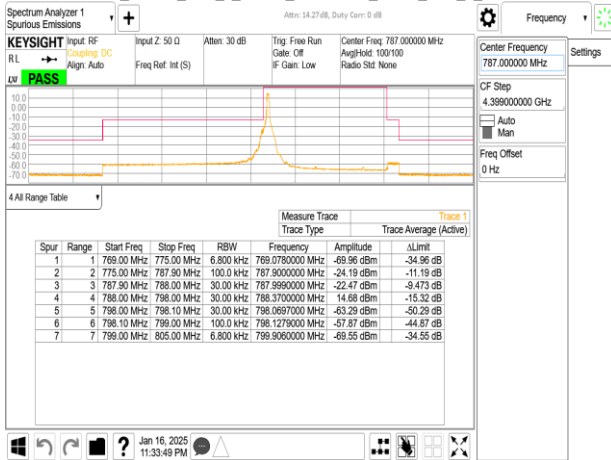 Spectrum Analyzer 1
Spurious Emissions
Attn: 14.27dB, Duty Corr: 0 dB
Frequency
KEYSIGHT Input: RF Input Z: 50 Ω Atten: 30 dB Trig: Free Run Center Freq: 787.000000 MHz
RL Coupling: DC Gate: Off Avg|Hold: 100/100
Align: Auto Freq Ref: Int (S) IF Gain: Low Radio Std: None
LXI PASS
Center Frequency
787.000000 MHz
Settings
CF Step
4.399000000 GHz
Auto
Man
Freq Offset
0 Hz
10.0
0.00
-10.0
-20.0
-30.0
-40.0
-50.0
-60.0
-70.0
4 All Range Table
Measure Trace Trace 1
Trace Type Trace Average (Active)
Spur Range Start Freq Stop Freq RBW Frequency Amplitude ΔLimit
1 1 769.00 MHz 775.00 MHz 6.800 kHz 769.0780000 MHz -69.96 dBm -34.96 dB
2 2 775.00 MHz 787.90 MHz 100.0 kHz 787.9000000 MHz -24.19 dBm -11.19 dB
3 3 787.90 MHz 788.00 MHz 30.00 kHz 787.9990000 MHz -22.47 dBm -9.473 dB
4 4 788.00 MHz 798.00 MHz 30.00 kHz 788.3700000 MHz 14.68 dBm -15.32 dB
5 5 798.00 MHz 798.10 MHz 30.00 kHz 798.0697000 MHz -63.29 dBm -50.29 dB
6 6 798.10 MHz 799.00 MHz 100.0 kHz 798.1279000 MHz -57.87 dBm -44.87 dB
7 7 799.00 MHz 805.00 MHz 6.800 kHz 799.9060000 MHz -69.55 dBm -34.55 dB
Jan 16, 2025
11:33:49 PM